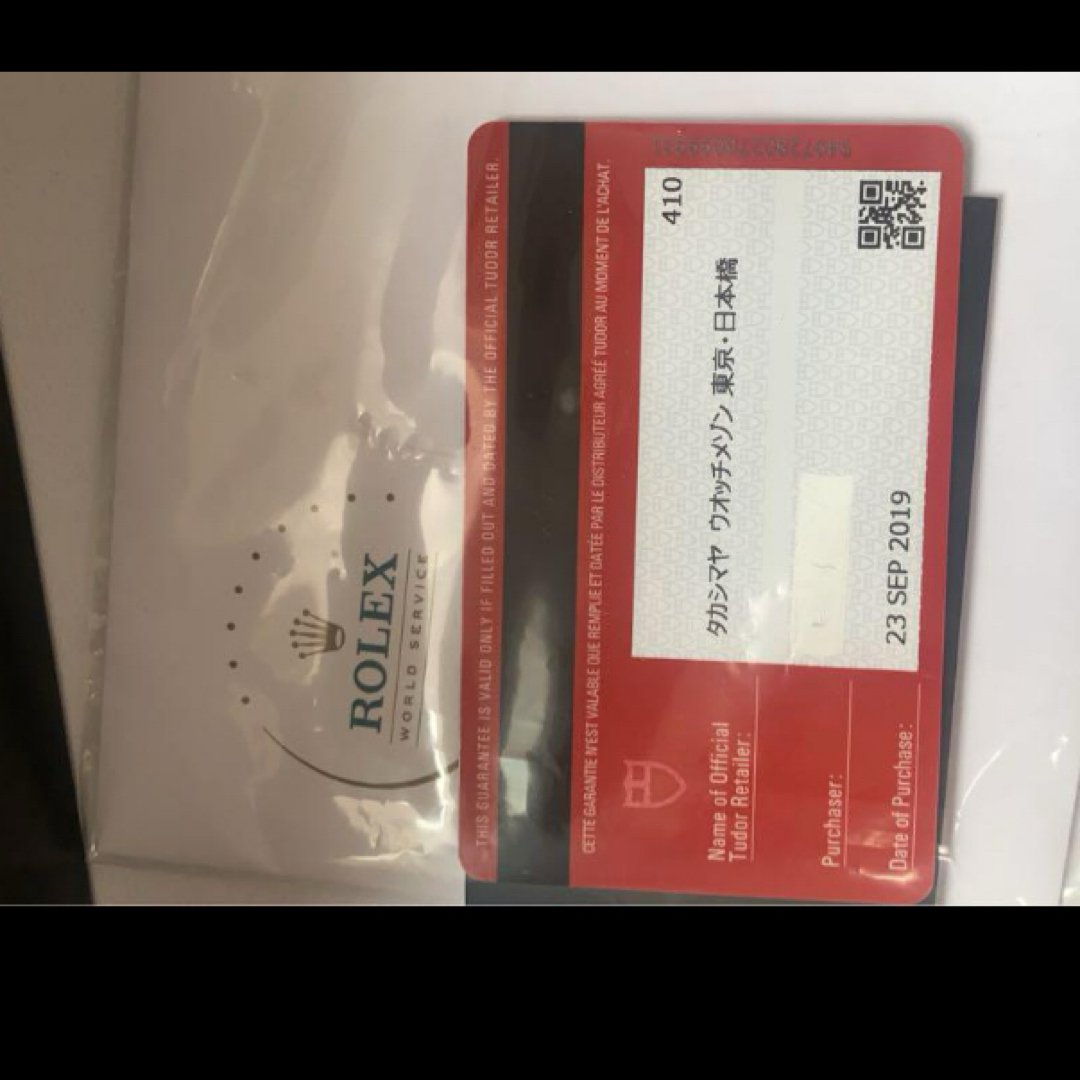 ROLEX
WORLD SERVICE
THIS GUARANTEE IS VALID ONLY IF FILLED OUT AND DATED BY THE OFFICIAL TUDOR RETAILER.
CETTE GARANTIE N'EST VALABLE QUE REMPLIE ET DATÉE PAR LE DISTRIBUTEUR AGRÉÉ TUDOR AU MOMENT DE L'ACHAT.
410
Name of Official
Tudor Retailer:
タカシマヤ ウオッチメゾン 東京・日本橋
Purchaser:
Date of Purchase:
23 SEP 2019